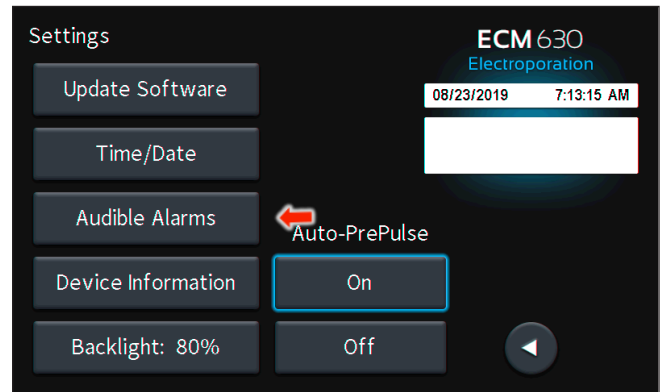 Settings
ECM 630
Electroporation
Update Software
08/23/2019 7:13:15 AM
Time/Date
Audible Alarms
Auto-PrePulse
Device Information
On
Backlight: 80%
Off